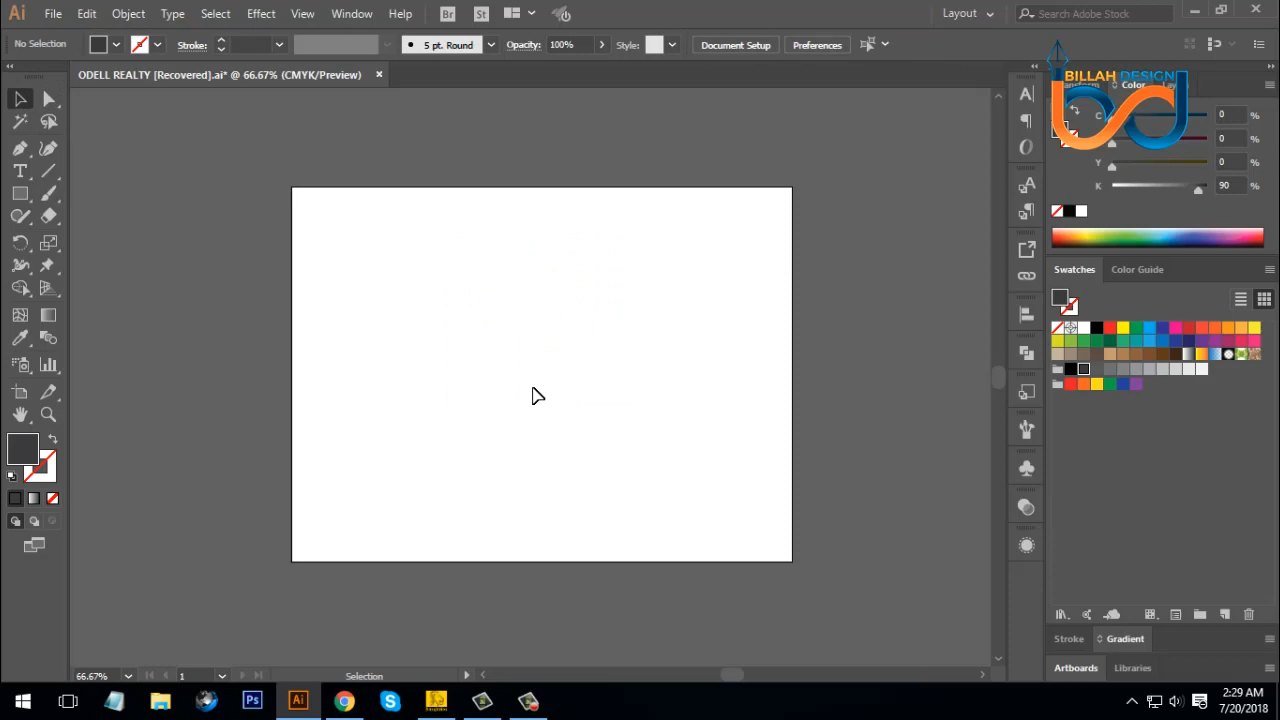 Ai File Edit Object Type Select Effect View Window Help Br St Layout Search Adobe Stock
No Selection Stroke: 5 pt. Round Opacity: 100% Style: Document Setup Preferences
ODELL REALTY [Recovered].ai* @ 66.67% (CMYK/Preview)
BILLAH DESIGN
Color
C 0 %
0 %
Y 0 %
K 90 %
Swatches Color Guide
Stroke Gradient
Artboards Libraries
66.67% 1 Selection
Ps Ai
2:29 AM
7/20/2018